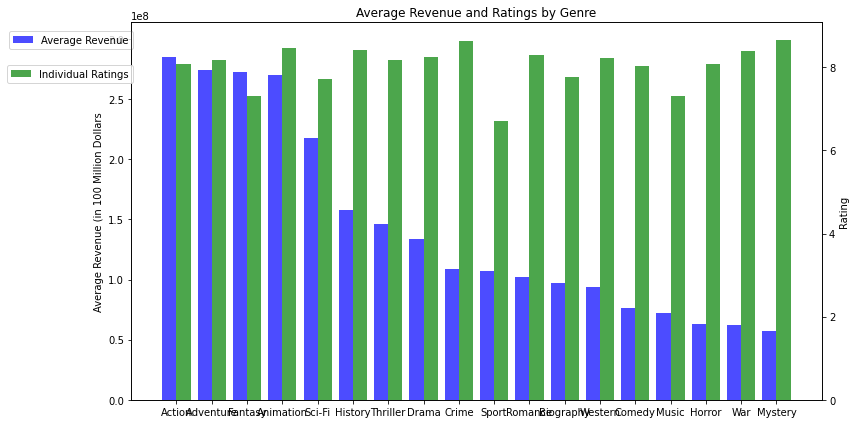 Average Revenue and Ratings by Genre
1e8
Average Revenue
Individual Ratings
Average Revenue (in 100 Million Dollars
2.5
2.0
1.5
1.0
0.5
0.0
8
6
4
2
0
Rating
Action Adventure Fantasy Animation Sci-Fi History Thriller Drama Crime Sport Romance Biography Western Comedy Music Horror War Mystery